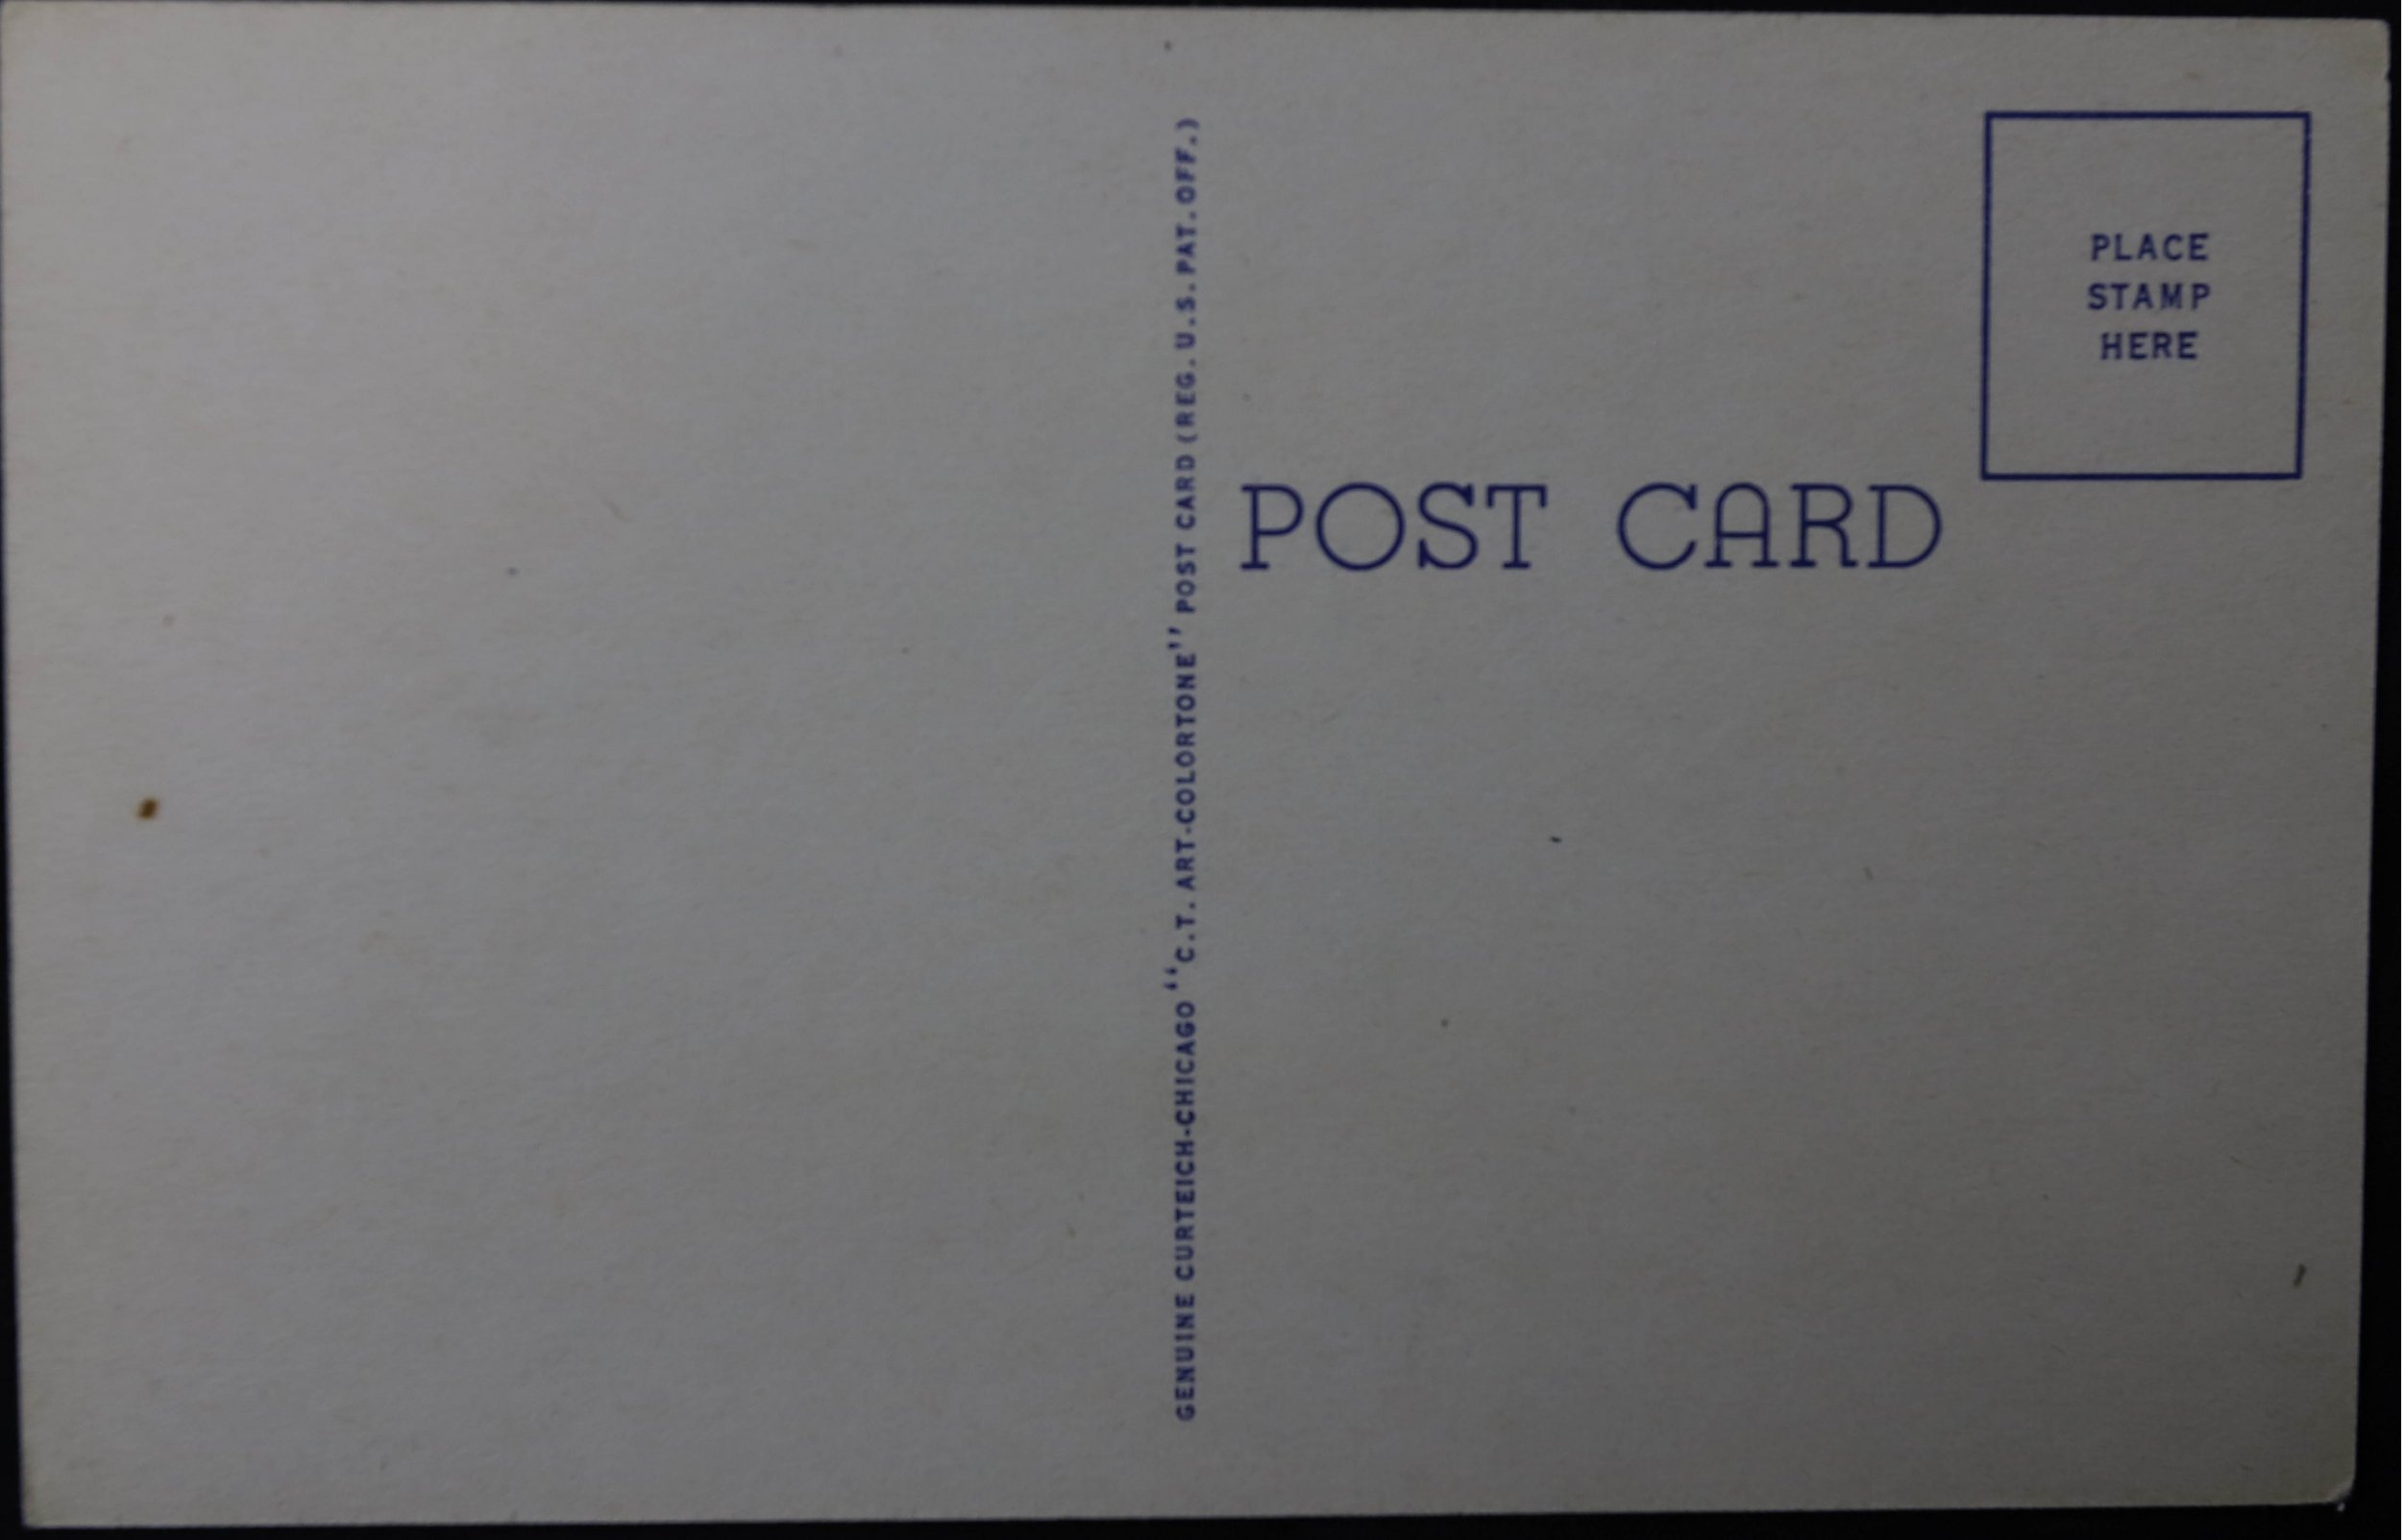 GENUINE CURTEICH-CHICAGO "C.T. ART-COLORTONE" POST CARD (REG. U.S. PAT. OFF.)
POST CARD
PLACE
STAMP
HERE